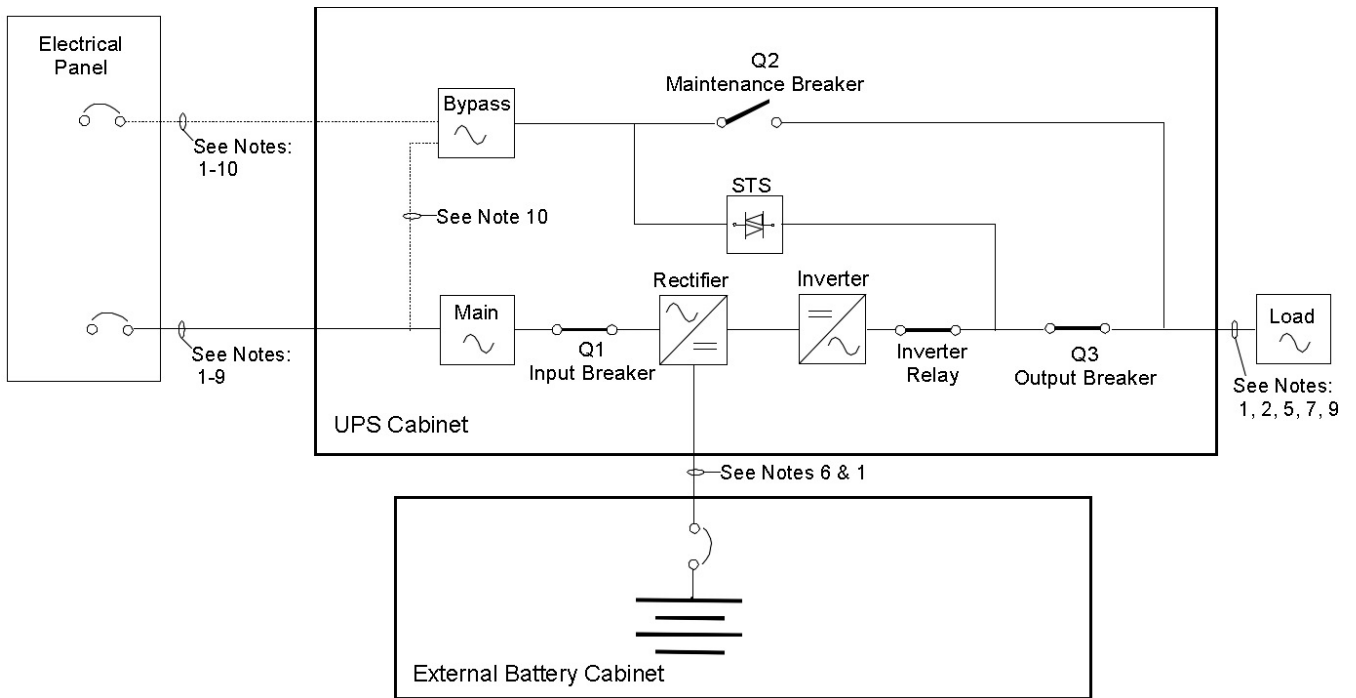 Electrical
Panel
Q2
Maintenance Breaker
Bypass
See Notes:
1-10
STS
See Note 10
Rectifier
Inverter
Main
Load
See Notes:
1-9
Q1
Input Breaker
Inverter
Relay
Q3
Output Breaker
See Notes:
1, 2, 5, 7, 9
UPS Cabinet
See Notes 6 & 1
External Battery Cabinet